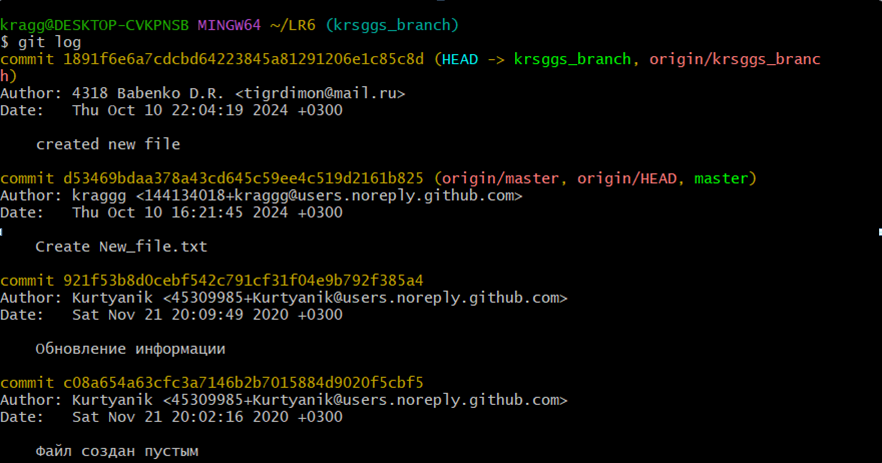 kragg@DESKTOP-CVKPNSB MINGW64 ~/LR6 (krsggs_branch)
$ git log
commit 1891f6e6a7cdcbd64223845a81291206e1c85c8d (HEAD -> krsggs_branch, origin/krsggs_branc
h)
Author: 4318 Babenko D.R. <tigrdimon@mail.ru>
Date:   Thu Oct 10 22:04:19 2024 +0300
    created new file
commit d53469bdaa378a43cd645c59ee4c519d2161b825 (origin/master, origin/HEAD, master)
Author: kraggg <144134018+kraggg@users.noreply.github.com>
Date:   Thu Oct 10 16:21:45 2024 +0300
    Create New_file.txt
commit 921f53b8d0cebf542c791cf31f04e9b792f385a4
Author: Kurtyanik <45309985+Kurtyanik@users.noreply.github.com>
Date:   Sat Nov 21 20:09:49 2020 +0300
    Обновление информации
commit c08a654a63cfc3a7146b2b7015884d9020f5cbf5
Author: Kurtyanik <45309985+Kurtyanik@users.noreply.github.com>
Date:   Sat Nov 21 20:02:16 2020 +0300
    Файл создан пустым